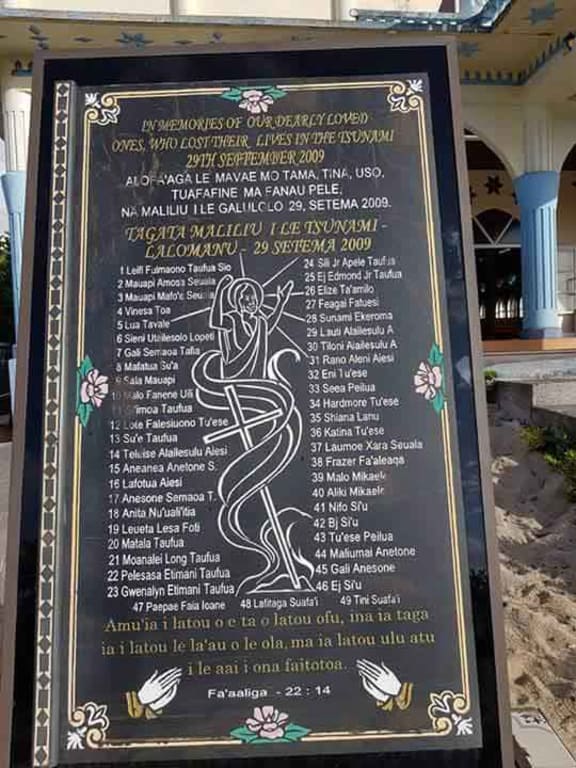 IN MEMORIES OF OUR DEARLY LOVED
ONES, WHO LOST THEIR LIVES IN THE TSUNAMI
29TH SEPTEMBER 2009
ALOFA'AGA LE MAVAE MO TAMA, TINA, USO,
TUAFAFINE MA FANAU PELE,
NA MALILIU I LE GALULOLO 29, SETEMA 2009.
TAGATA MALILIU I LE TSUNAMI -
LALOMANU - 29 SETEMA 2009
1 Leifi Fuimaono Taufua Sio
2 Mauapi Amosa Seuala
3 Mauapi Mafo'e Seuala
4 Vinesa Toa
5 Lua Tavale
6 Sieni Utuilesolo Lopeti
7 Gali Semaoa Talia
8 Mafatua Su'a
9 Sala Mauapi
10 Malo Fanene Uili
11 Si'imoa Taufua
12 Lote Falesiuono Tu'ese
13 Su'e Taufua
14 Teluise Alailesulu Aiesi
15 Aneanea Anetone S.
16 Lafotua Aiesi
17 Anesone Semaoa T.
18 Anita Nu'ualiitia
19 Leueta Lesa Foti
20 Matala Taufua
21 Moanalei Long Taufua
22 Pelesasa Etimani Taufua
23 Gwenalyn Etimani Taufua
24 Sili Jr Apele Taufua
25 Ej Edmond Jr Taufua
26 Elize Ta'amilo
27 Feagai Fatuesi
28 Sunami Ekeroma
29 Lauti Alailesulu A
30 Tiloni Alailesulu A
31 Rano Aleni Aiesi
32 Eni Tu'ese
33 Seea Peilua
34 Hardmore Tu'ese
35 Shiana Lanu
36 Katina Tu'ese
37 Laumoe Xara Seuala
38 Frazer Fa'aleaga
39 Malo Mikaele
40 Aliki Mikaele
41 Nifo Si'u
42 Bj Si'u
43 Tu'ese Peilua
44 Maliumai Anetone
45 Gali Anesone
46 Ej Si'u
47 Paepae Faia Ioane 48 Lafitaga Suafa'i 49 Tini Suafa'i
Amu'ia i latou o e ta o latou ofu, ina ia taga
ia i latou le la'au o le ola, ma ia latou ulu atu
i le aai i ona faitotoa.
Fa'aaliga - 22 : 14